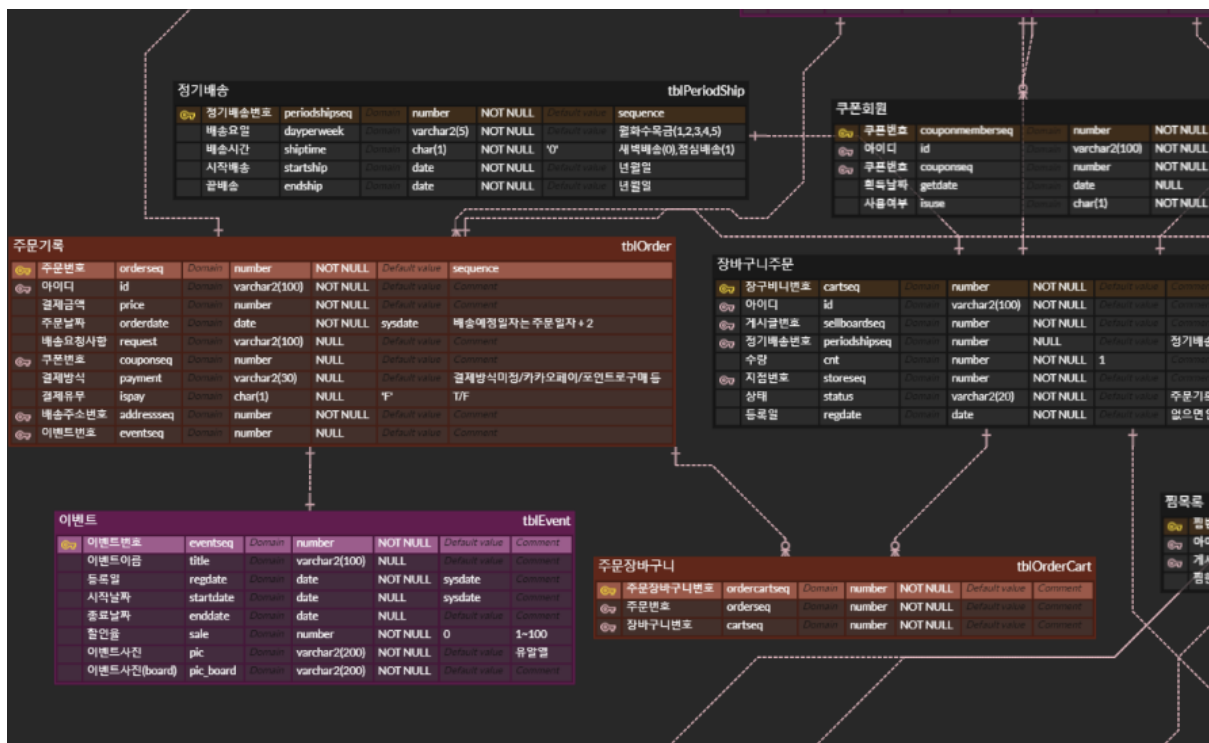 정기배송 tblPeriodShip
정기배송번호 periodshipseq Domain number NOT NULL Default value sequence
배송요일 dayperweek Domain varchar2(5) NOT NULL Default value 월화수목금(1,2,3,4,5)
배송시간 shiptime Domain char(1) NOT NULL '0' 새벽배송(0),점심배송(1)
시작배송 startship Domain date NOT NULL Default value 년월일
끝배송 endship Domain date NOT NULL Default value 년월일
쿠폰회원
쿠폰번호 couponmemberseq Domain number NOT NULL
아이디 id Domain varchar2(100) NOT NULL
쿠폰번호 couponseq Domain number NOT NULL
획득날짜 getdate Domain date NULL
사용여부 isuse Domain char(1) NOT NULL
주문기록 tblOrder
주문번호 orderseq Domain number NOT NULL Default value sequence
아이디 id Domain varchar2(100) NOT NULL Default value Comment
결제금액 price Domain number NOT NULL Default value Comment
주문날짜 orderdate Domain date NOT NULL sysdate 배송예정일자는 주문일자 + 2
배송요청사항 request Domain varchar2(100) NULL Default value Comment
쿠폰번호 couponseq Domain number NULL Default value Comment
결제방식 payment Domain varchar2(30) NULL Default value 결제방식미정/카카오페이/포인트로구매 등
결제유무 ispay Domain char(1) NULL 'F' T/F
배송주소번호 addressseq Domain number NOT NULL Default value Comment
이벤트번호 eventseq Domain number NULL Default value Comment
장바구니주문
장구비니번호 cartseq Domain number NOT NULL Default value
아이디 id Domain varchar2(100) NOT NULL Default value
게시글번호 sellboardseq Domain number NOT NULL Default value
정기배송번호 periodshipseq Domain number NULL Default value 정기배송
수량 cnt Domain number NOT NULL 1
지점번호 storeseq Domain number NOT NULL Default value
상태 status Domain varchar2(20) NOT NULL Default value 주문기록
등록일 regdate Domain date NOT NULL Default value 없으면
이벤트 tblEvent
이벤트번호 eventseq Domain number NOT NULL Default value Comment
이벤트이름 title Domain varchar2(100) NULL Default value Comment
등록일 regdate Domain date NOT NULL sysdate Comment
시작날짜 startdate Domain date NULL sysdate Comment
종료날짜 enddate Domain date NULL Default value Comment
할인율 sale Domain number NOT NULL 0 1~100
이벤트사진 pic Domain varchar2(200) NOT NULL Default value 유알엘
이벤트사진(board) pic_board Domain varchar2(200) NOT NULL Default value Comment
주문장바구니 tblOrderCart
주문장바구니번호 ordercartseq Domain number NOT NULL Default value Comment
주문번호 orderseq Domain number NOT NULL Default value Comment
장바구니번호 cartseq Domain number NOT NULL Default value Comment
찜목록